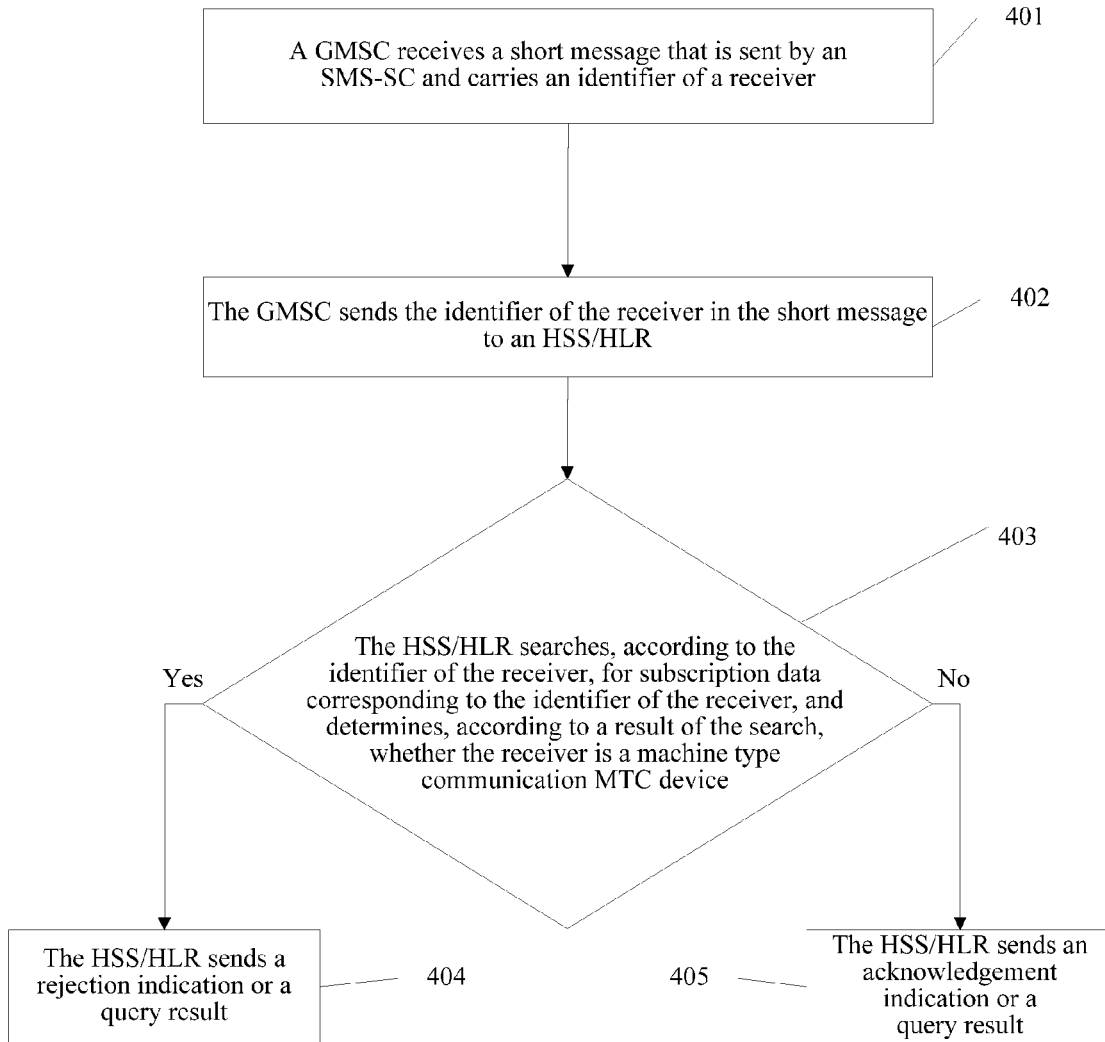 401
A GMSC receives a short message that is sent by an
SMS-SC and carries an identifier of a receiver
402
The GMSC sends the identifier of the receiver in the short message
to an HSS/HLR
403
The HSS/HLR searches, according to the
identifier of the receiver, for subscription data
corresponding to the identifier of the receiver, and
determines, according to a result of the search,
whether the receiver is a machine type
communication MTC device
Yes
No
The HSS/HLR sends a
rejection indication or a
query result
404
405
The HSS/HLR sends an
acknowledgement
indication or a
query result